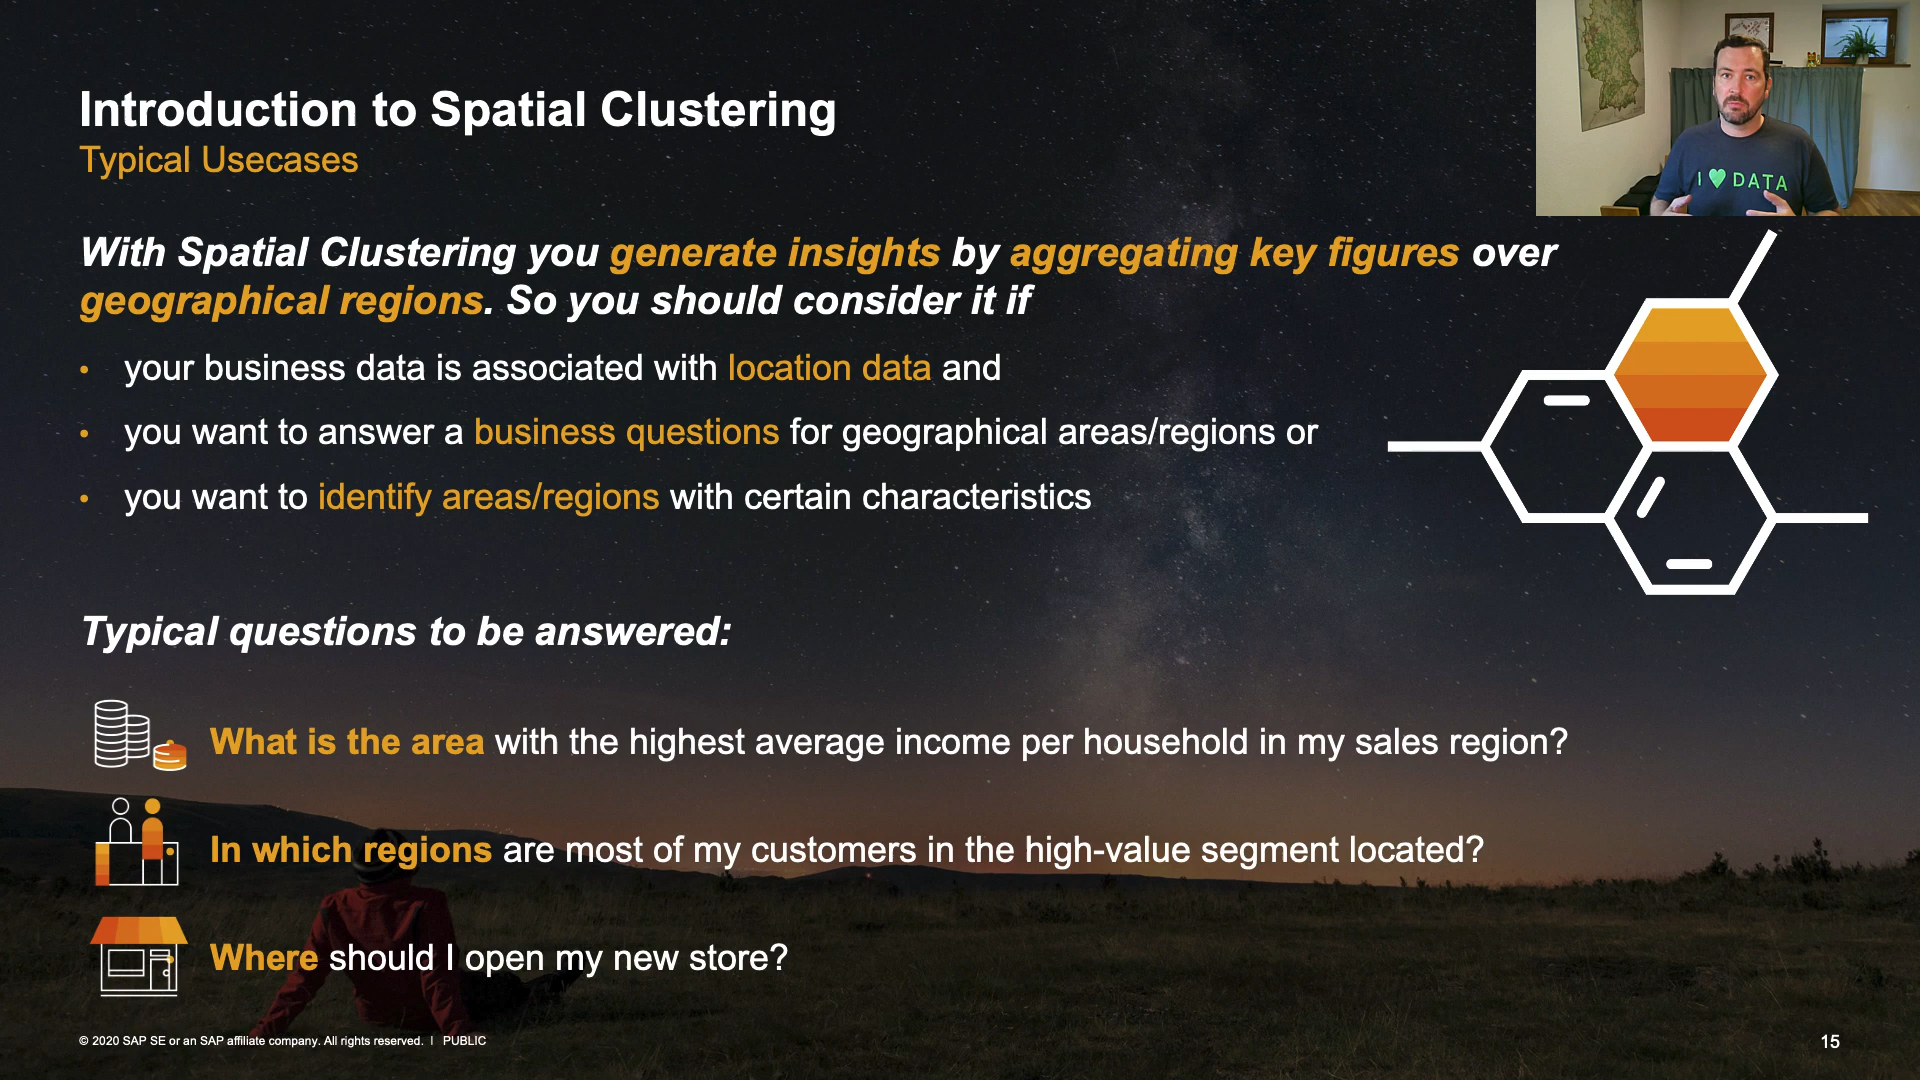 Introduction to Spatial Clustering
Typical Usecases
I ♥ DATA
With Spatial Clustering you generate insights by aggregating key figures over
geographical regions. So you should consider it if
• your business data is associated with location data and
• you want to answer a business questions for geographical areas/regions or
• you want to identify areas/regions with certain characteristics
Typical questions to be answered:
What is the area with the highest average income per household in my sales region?
In which regions are most of my customers in the high-value segment located?
Where should I open my new store?
© 2020 SAP SE or an SAP affiliate company. All rights reserved. | PUBLIC
15